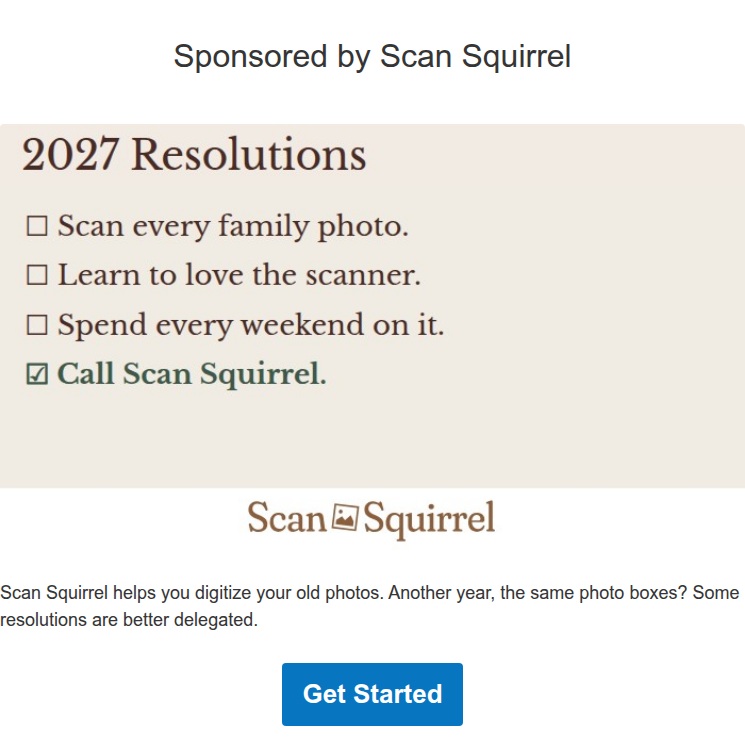 Sponsored by Scan Squirrel
2027 Resolutions
☐ Scan every family photo.
☐ Learn to love the scanner.
☐ Spend every weekend on it.
☑ Call Scan Squirrel.
Scan Squirrel
Scan Squirrel helps you digitize your old photos. Another year, the same photo boxes? Some
resolutions are better delegated.
Get Started